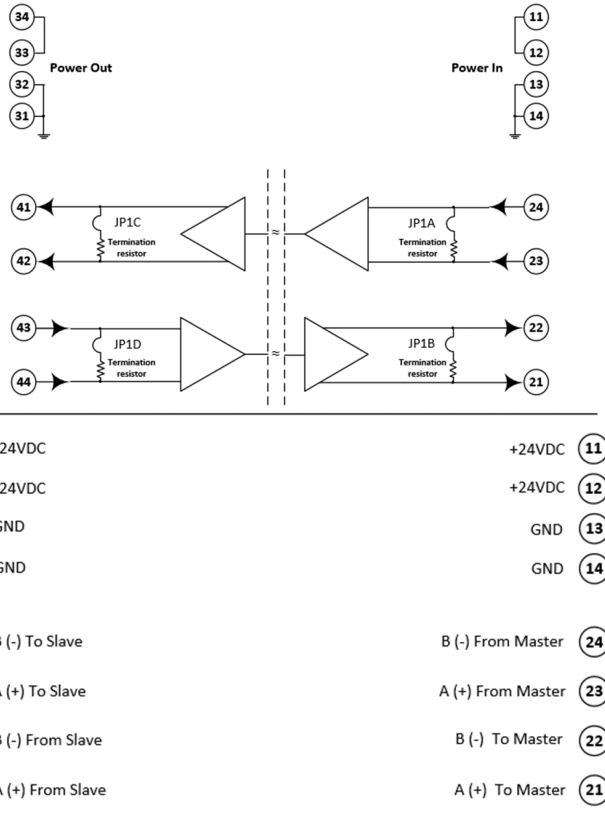 34 11
33 12
Power Out Power In
32 13
31 14
41 24
JP1C JP1A
Termination Termination
resistor resistor
42 23
≈
43 22
JP1D JP1B
Termination Termination
resistor resistor
44 21
≈
24VDC +24VDC 11
24VDC +24VDC 12
GND GND 13
GND GND 14
(-) To Slave B (-) From Master 24
(+) To Slave A (+) From Master 23
(-) From Slave B (-) To Master 22
(+) From Slave A (+) To Master 21